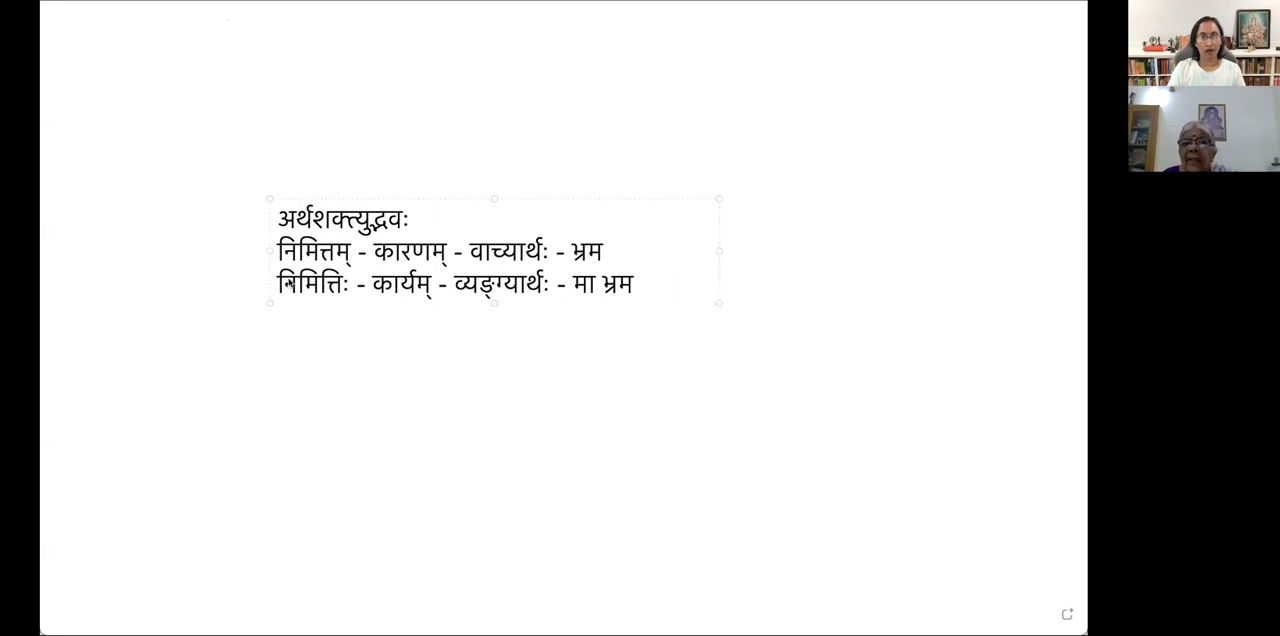 अर्थशक्त्युद्भवः
निमित्तम् - कारणम् - वाच्यार्थः - भ्रम
निमित्तिः - कार्यम् - व्यङ्ग्यार्थः - मा भ्रम